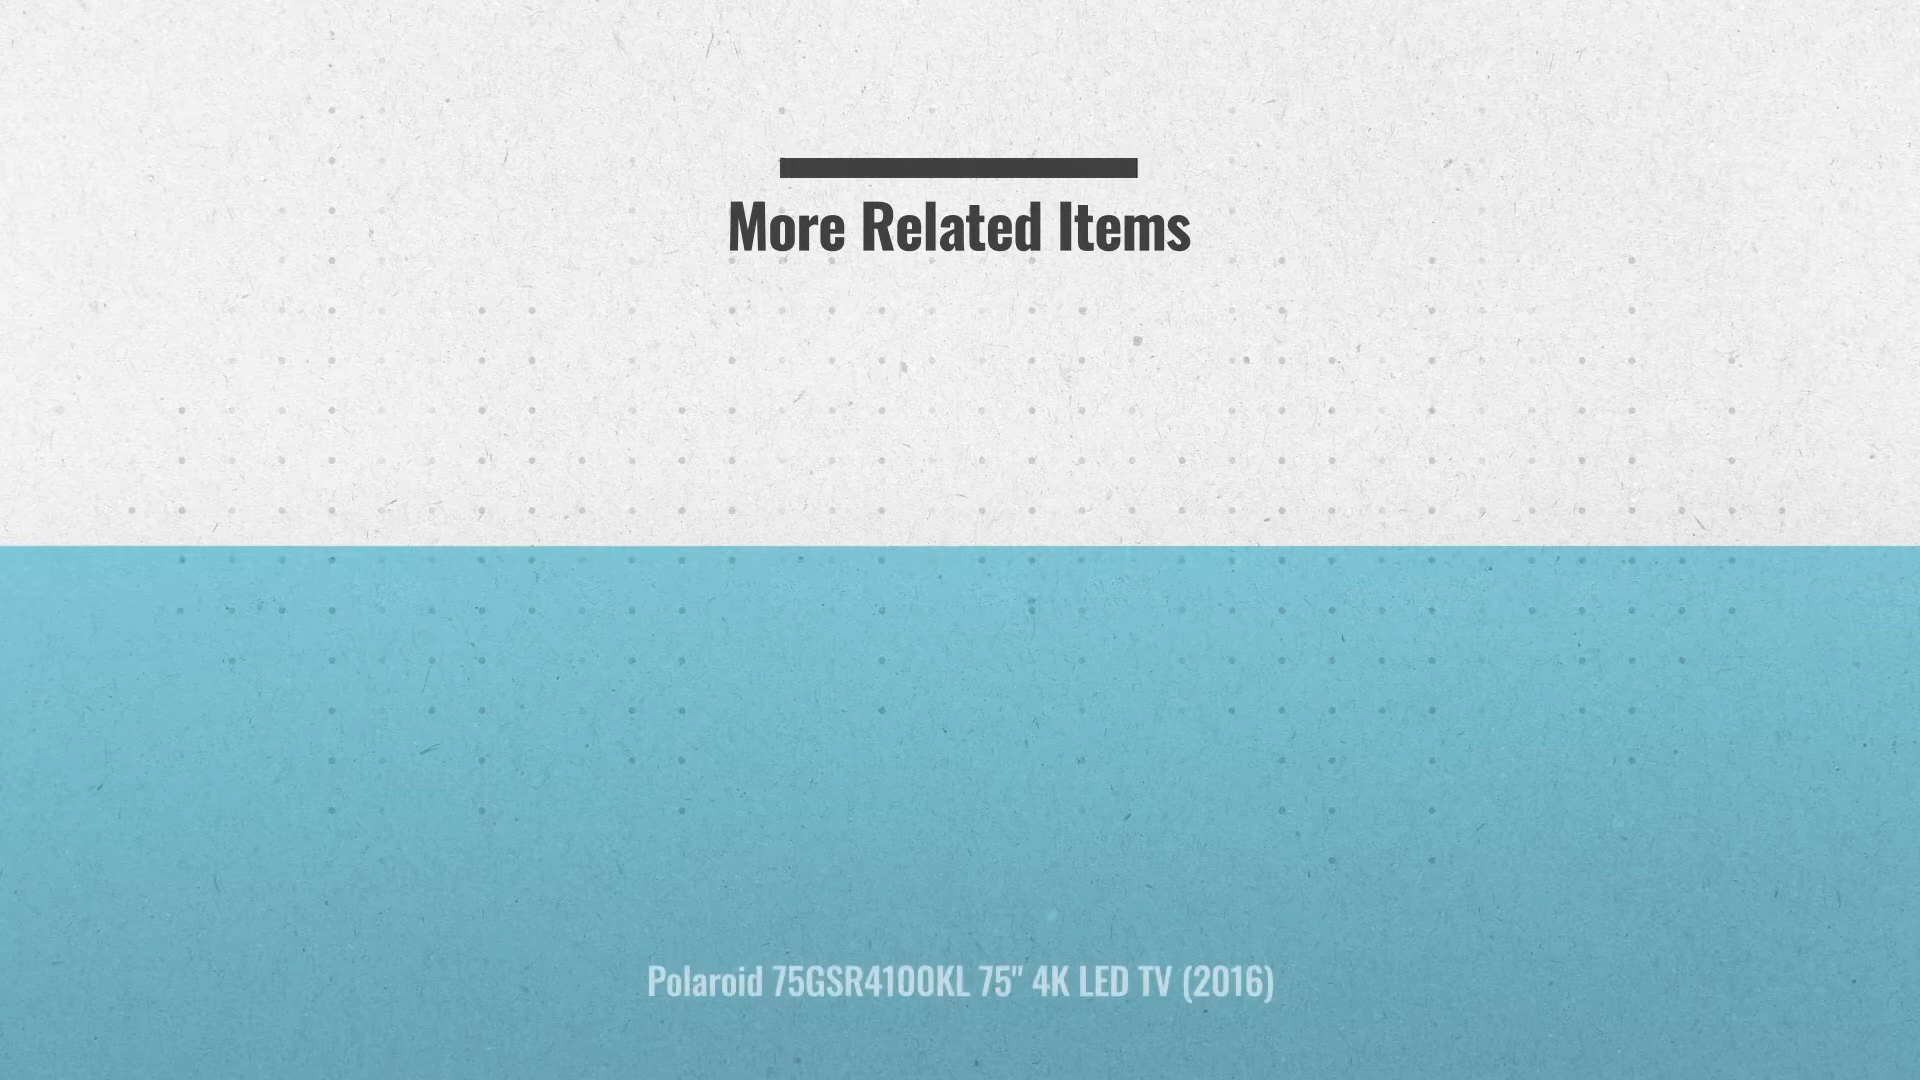 More Related Items
Polaroid 75GSR4100KL 75" 4K LED TV (2016)